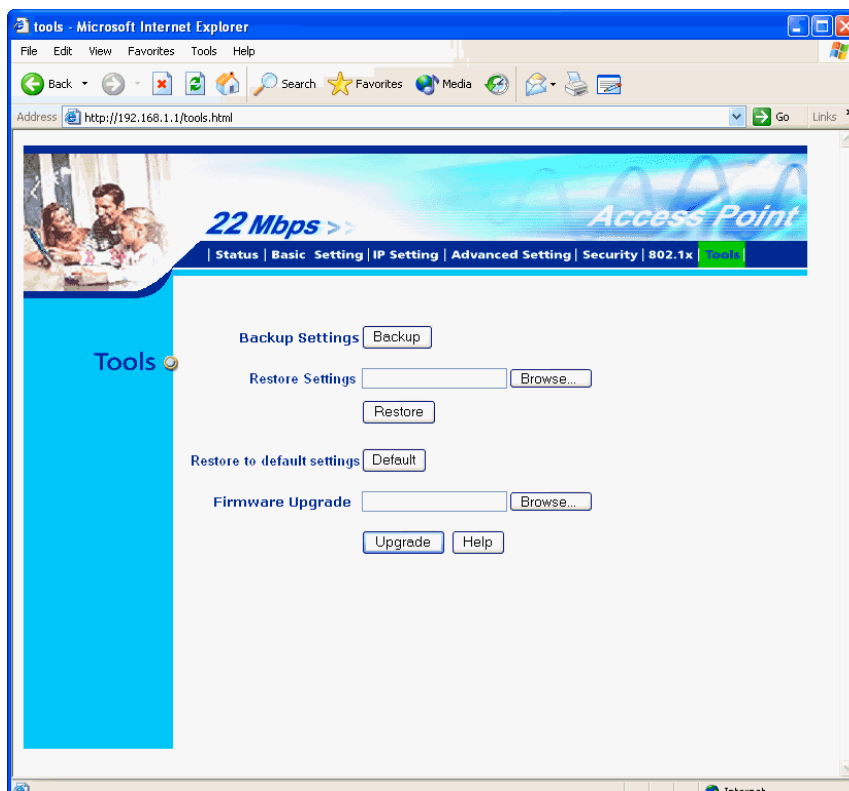 tools - Microsoft Internet Explorer
File Edit View Favorites Tools Help
Back Search Favorites Media
Address http://192.168.1.1/tools.html Go Links
22 Mbps >>
Access Point
| Status | Basic Setting | IP Setting | Advanced Setting | Security | 802.1x | Tools |
Tools
Backup Settings Backup
Restore Settings Browse...
Restore
Restore to default settings Default
Firmware Upgrade Browse...
Upgrade Help
Internet